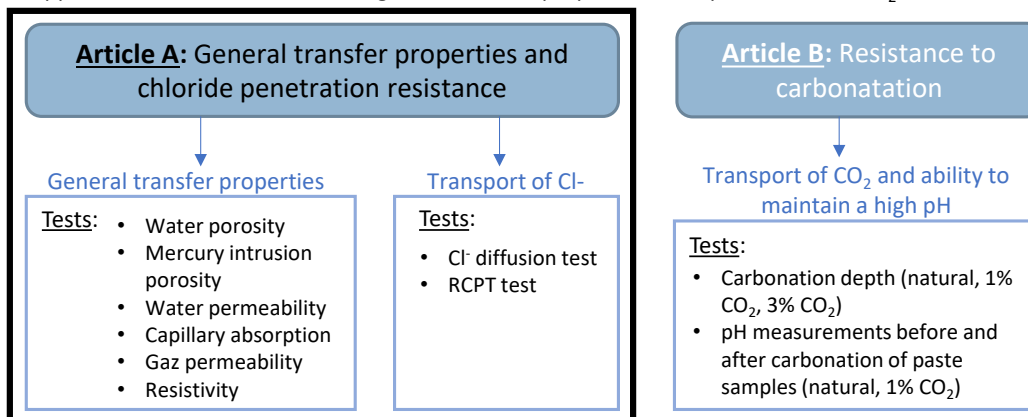 Article A: General transfer properties and
chloride penetration resistance
General transfer properties
Tests:
• Water porosity
• Mercury intrusion
porosity
• Water permeability
• Capillary absorption
• Gaz permeability
• Resistivity
Transport of Cl-
Tests:
• Cl⁻ diffusion test
• RCPT test
Article B: Resistance to
carbonatation
Transport of CO₂ and ability to
maintain a high pH
Tests:
• Carbonation depth (natural, 1%
CO₂, 3% CO₂)
• pH measurements before and
after carbonation of paste
samples (natural, 1% CO₂)